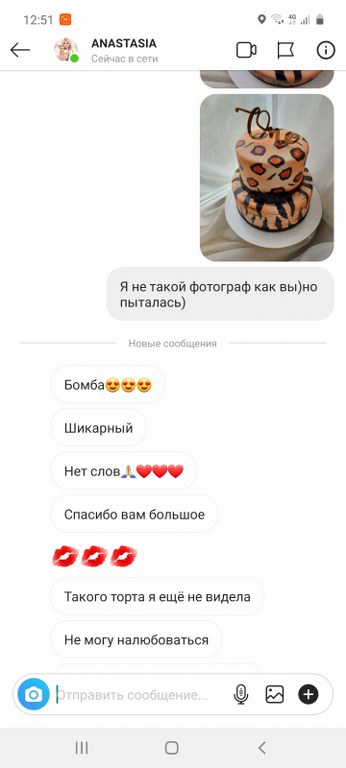 12:51
4G
ANASTASIA
Сейчас в сети
One
Я не такой фотограф как вы)но
пыталась)
Новые сообщения
Бомба😍😍😍
Шикарный
Нет слов🙏🏻❤️❤️❤️
Спасибо вам большое
💋💋💋
Такого торта я ещё не видела
Не могу налюбоваться
Отправить сообщение...